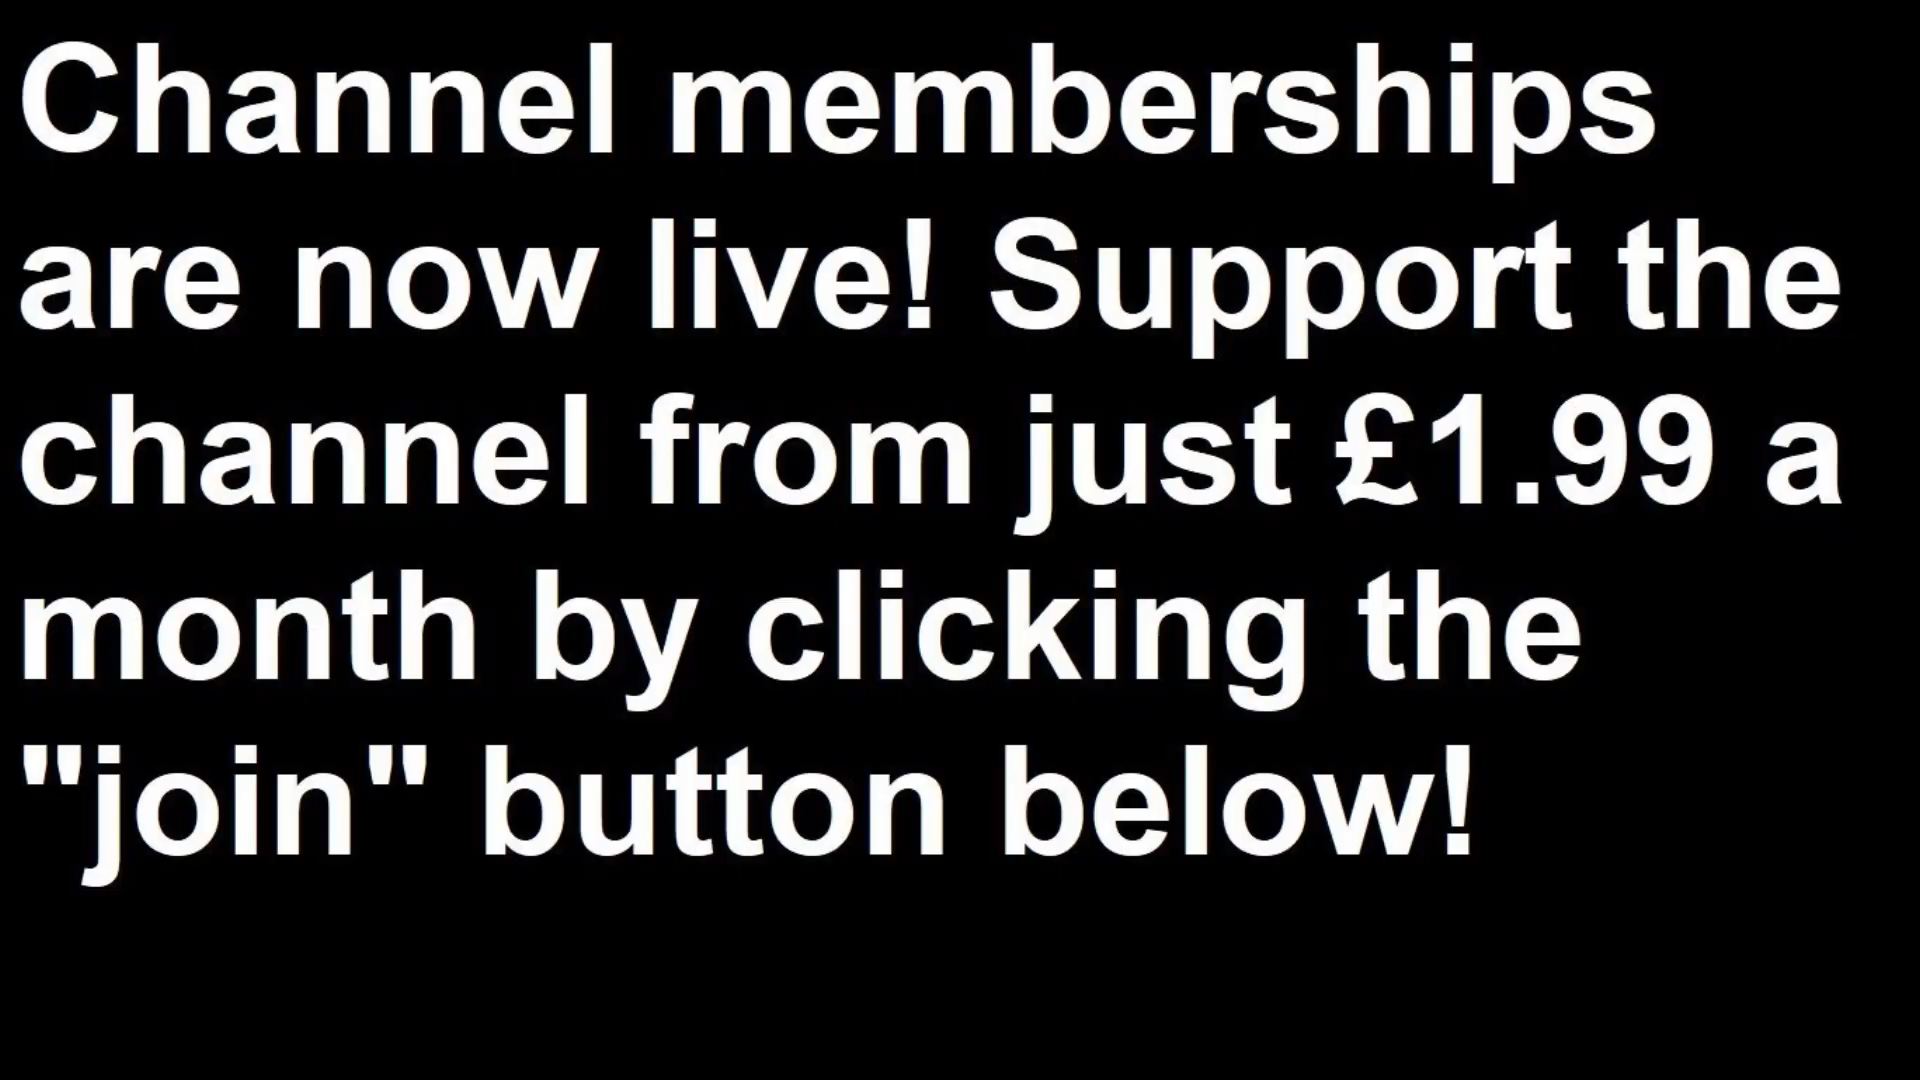 Channel memberships
are now live! Support the
channel from just £1.99 a
month by clicking the
"join" button below!